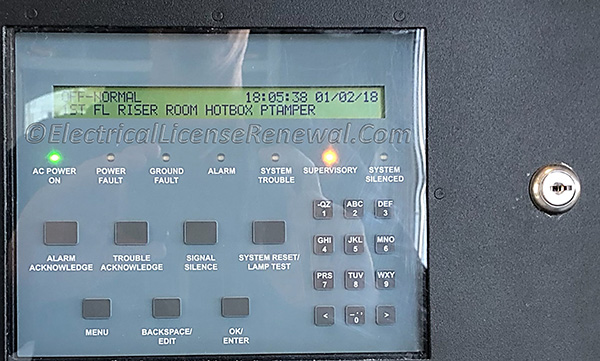 OFF-NORMAL 18:05:38 01/02/18
1ST FL RISER ROOM HOTBOX PTAMPER
©ElectricalLicenseRenewal.Com
AC POWER ON
POWER FAULT
GROUND FAULT
ALARM
SYSTEM TROUBLE
SUPERVISORY
SYSTEM SILENCED
-QZ 1
ABC 2
DEF 3
ALARM ACKNOWLEDGE
TROUBLE ACKNOWLEDGE
SIGNAL SILENCE
SYSTEM RESET/ LAMP TEST
GHI 4
JKL 5
MNO 6
PRS 7
TUV 8
WXY 9
MENU
BACKSPACE/ EDIT
OK/ ENTER
<
0
>